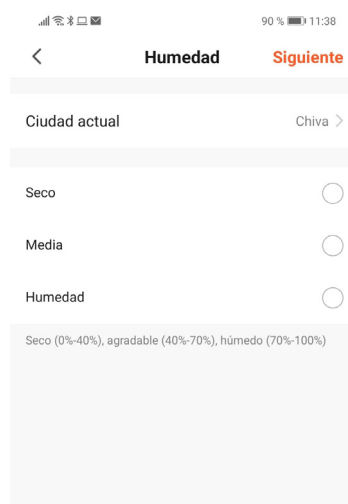 90 % 11:38
Humedad Siguiente
Ciudad actual Chiva
Seco
Media
Humedad
Seco (0%-40%), agradable (40%-70%), húmedo (70%-100%)